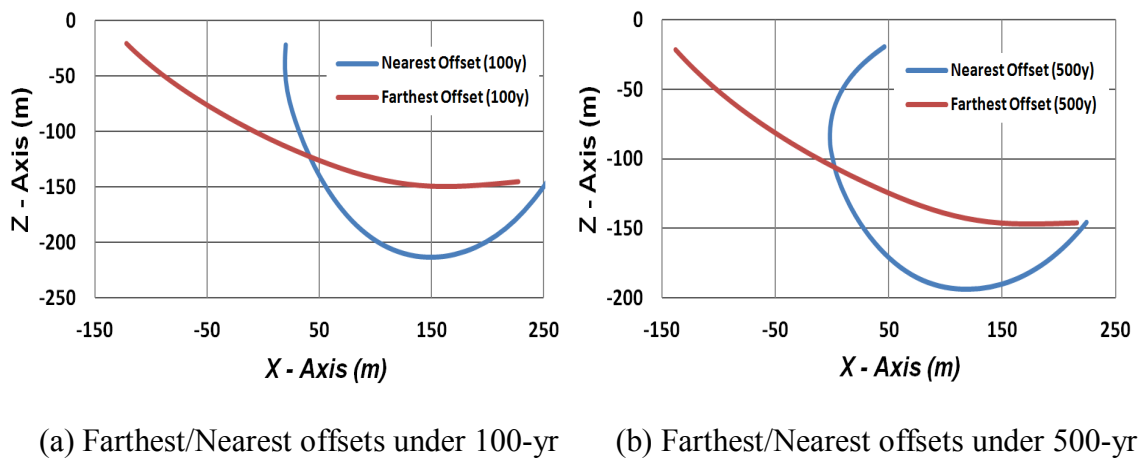 0
-50
-100
-150
-200
-250
-150
-50
50
150
250
Z - Axis (m)
X - Axis (m)
Nearest Offset (100y)
Farthest Offset (100y)
0
-50
-100
-150
-200
-150
-50
50
150
250
Z - Axis (m)
X - Axis (m)
Nearest Offset (500y)
Farthest Offset (500y)
(a) Farthest/Nearest offsets under 100-yr
(b) Farthest/Nearest offsets under 500-yr